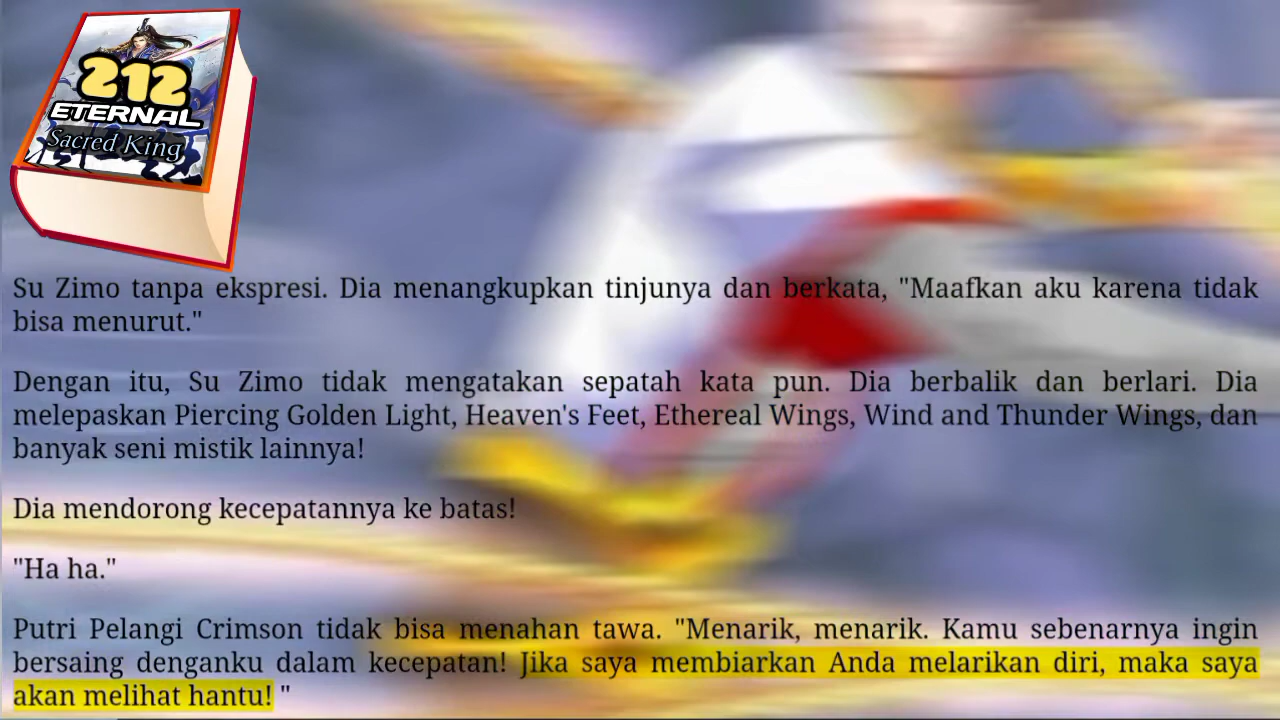 212
ETERNAL
Sacred King
Su Zimo tanpa ekspresi. Dia menangkupkan tinjunya dan berkata, "Maafkan aku karena tidak
bisa menurut."
Dengan itu, Su Zimo tidak mengatakan sepatah kata pun. Dia berbalik dan berlari. Dia
melepaskan Piercing Golden Light, Heaven's Feet, Ethereal Wings, Wind and Thunder Wings, dan
banyak seni mistik lainnya!
Dia mendorong kecepatannya ke batas!
"Ha ha."
Putri Pelangi Crimson tidak bisa menahan tawa. "Menarik, menarik. Kamu sebenarnya ingin
bersaing denganku dalam kecepatan! Jika saya membiarkan Anda melarikan diri, maka saya
akan melihat hantu! "